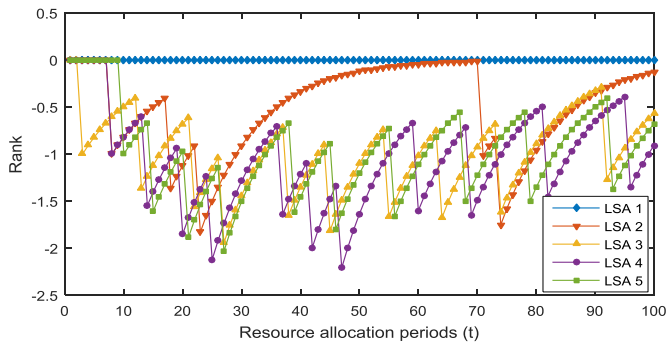 0.5
0
-0.5
-1
-1.5
-2
-2.5
Rank
LSA 1
LSA 2
LSA 3
LSA 4
LSA 5
0 10 20 30 40 50 60 70 80 90 100
Resource allocation periods (t)